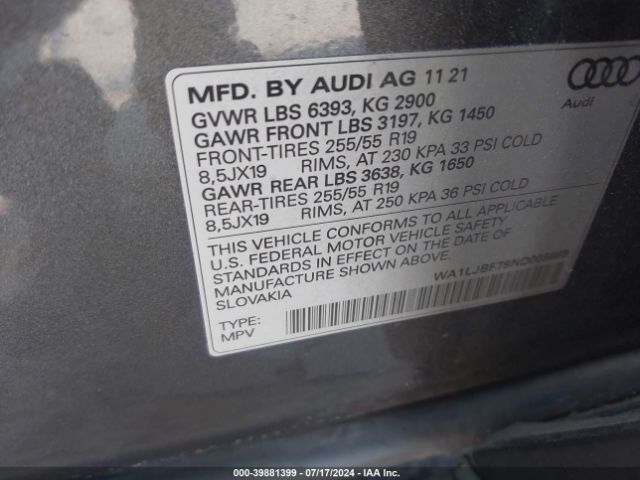 MFD. BY AUDI AG 11 21
GVWR LBS 6393, KG 2900
GAWR FRONT LBS 3197, KG 1450
FRONT-TIRES 255/55 R19
8,5JX19 RIMS, AT 230 KPA 33 PSI COLD
GAWR REAR LBS 3638, KG 1650
REAR-TIRES 255/55 R19
8,5JX19 RIMS, AT 250 KPA 36 PSI COLD
Audi
THIS VEHICLE CONFORMS TO ALL APPLICABLE
U.S. FEDERAL MOTOR VEHICLE SAFETY
STANDARDS IN EFFECT ON THE DATE OF
MANUFACTURE SHOWN ABOVE.
SLOVAKIA
TYPE:
MPV
00-39881399 / 07/17/2024 - IAA Inc.